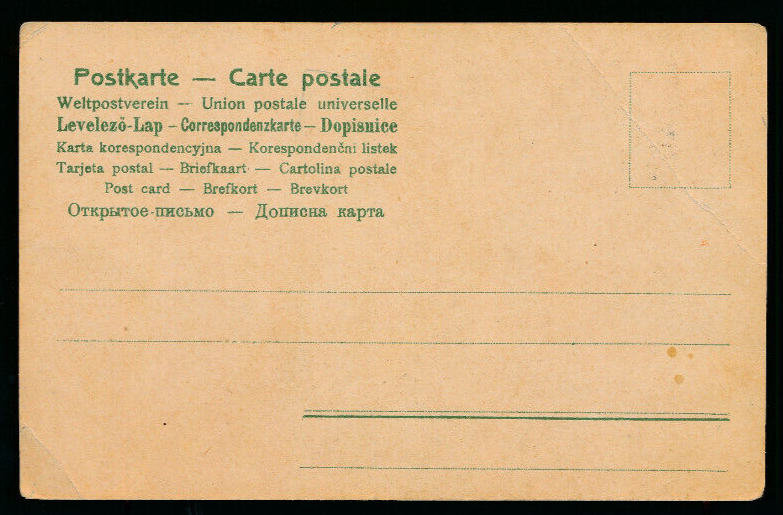 Postkarte — Carte postale
Weltpostverein — Union postale universelle
Levelező-Lap – Correspondenzkarte – Dopisnice
Karta korespondencyjna — Korespondenční listek
Tarjeta postal — Briefkaart — Cartolina postale
Post card — Brefkort — Brevkort
Открытое-письмо — Дописна карта